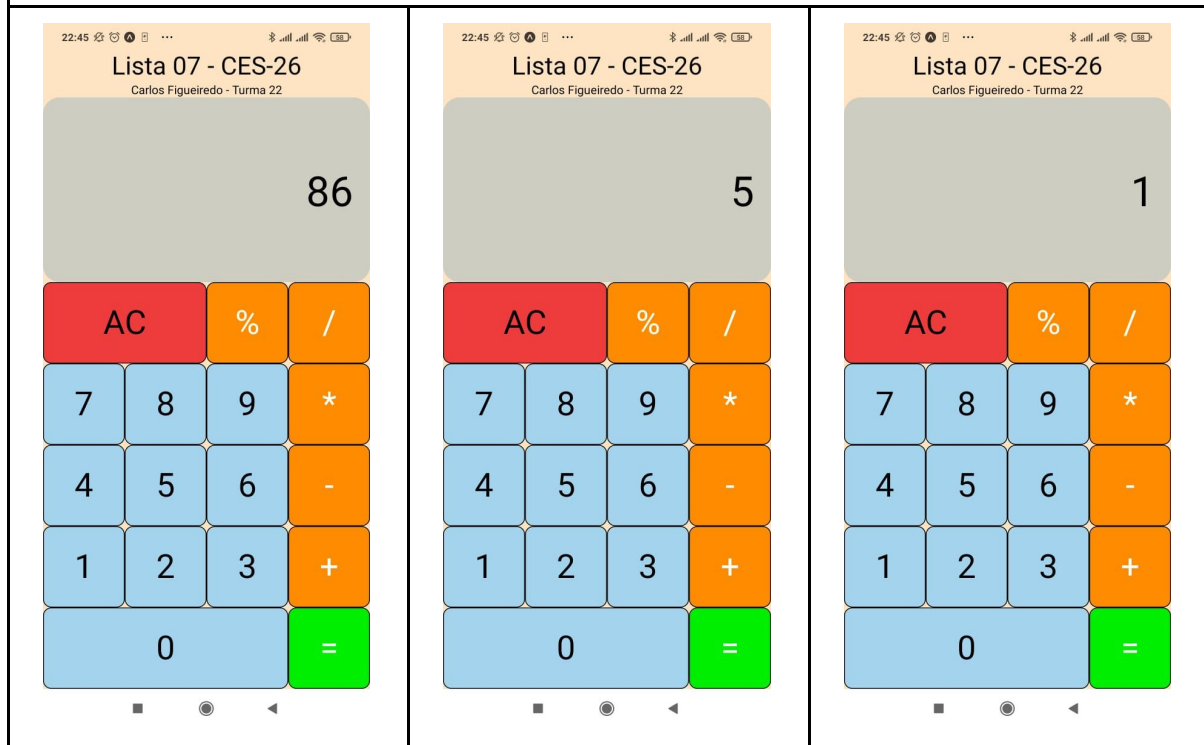 22:45 ... 58
Lista 07 - CES-26
Carlos Figueiredo - Turma 22
86
AC % /
7 8 9 *
4 5 6 -
1 2 3 +
0 =
22:45 ... 58
Lista 07 - CES-26
Carlos Figueiredo - Turma 22
5
AC % /
7 8 9 *
4 5 6 -
1 2 3 +
0 =
22:45 ... 58
Lista 07 - CES-26
Carlos Figueiredo - Turma 22
1
AC % /
7 8 9 *
4 5 6 -
1 2 3 +
0 =